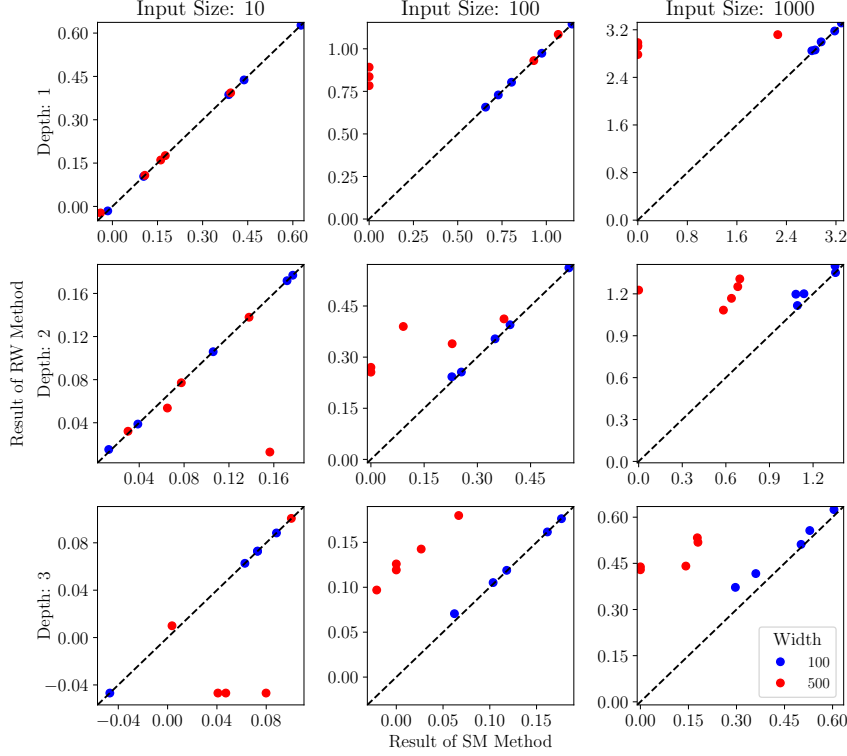 Input Size: 10
Input Size: 100
Input Size: 1000
Result of RW Method
Depth: 1
0.60
0.45
0.30
0.15
0.00
0.00 0.15 0.30 0.45 0.60
1.00
0.75
0.50
0.25
0.00
0.00 0.25 0.50 0.75 1.00
3.2
2.4
1.6
0.8
0.0
0.0 0.8 1.6 2.4 3.2
Depth: 2
0.16
0.12
0.08
0.04
0.04 0.08 0.12 0.16
0.45
0.30
0.15
0.00
0.00 0.15 0.30 0.45
1.2
0.9
0.6
0.3
0.0
0.0 0.3 0.6 0.9 1.2
Depth: 3
0.08
0.04
0.00
−0.04
−0.04 0.00 0.04 0.08
0.15
0.10
0.05
0.00
0.00 0.05 0.10 0.15
0.60
0.45
0.30
0.15
0.00
0.00 0.15 0.30 0.45 0.60
Width
100
500
Result of SM Method